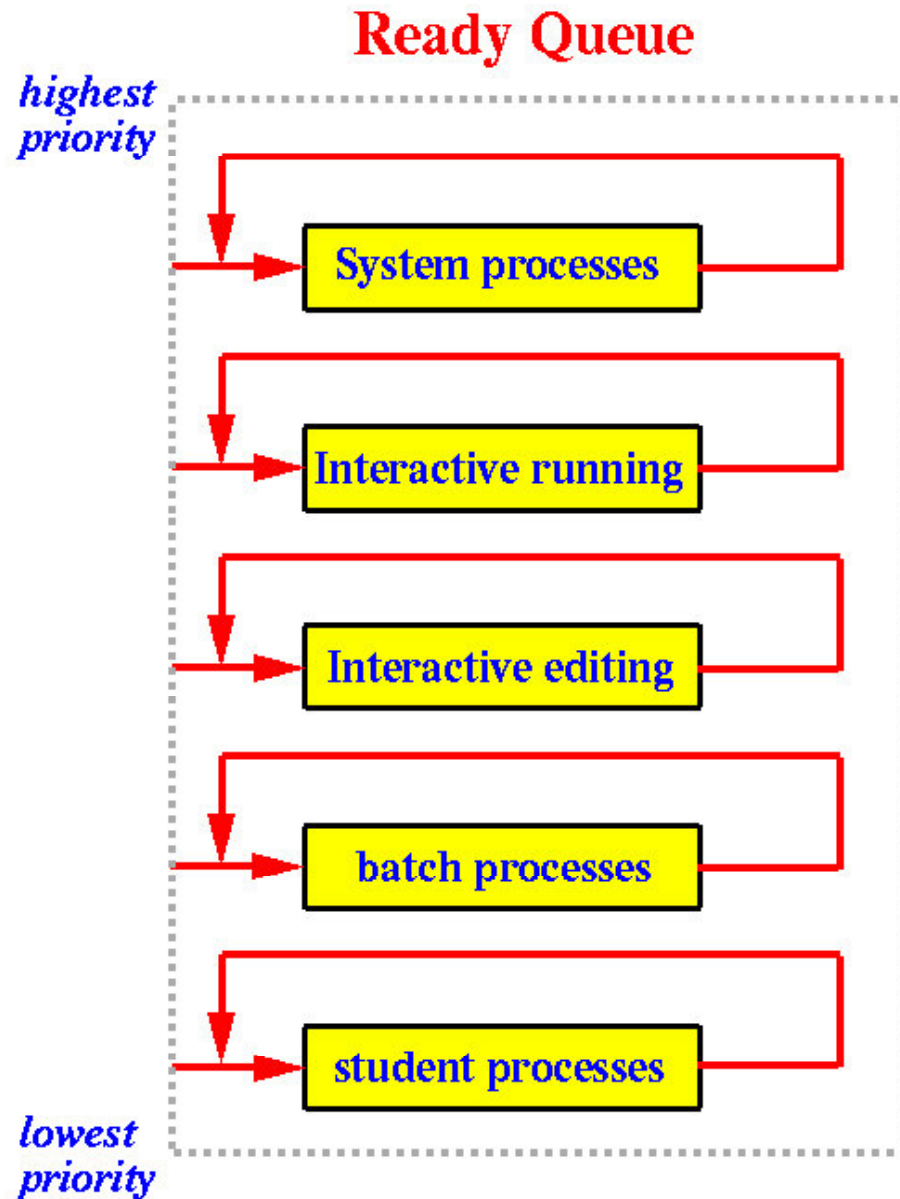 Ready Queue
highest
priority
System processes
Interactive running
Interactive editing
batch processes
student processes
lowest
priority